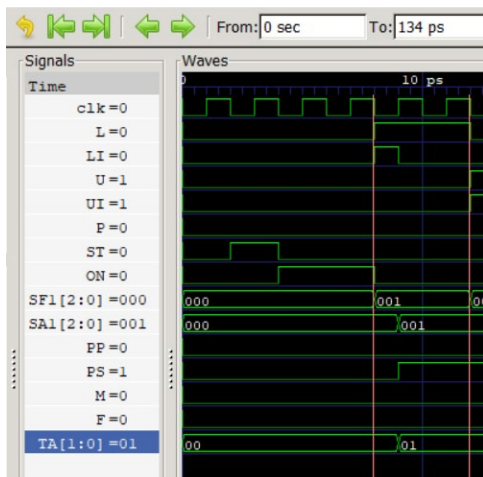 From: 0 sec To: 134 ps
Signals Waves
Time 10 ps
clk=0
L=0
LI=0
U=1
UI=1
P=0
ST=0
ON=0
SF1[2:0]=000 000 001
SA1[2:0]=001 000 001
PP=0
PS=1
M=0
F=0
TA[1:0]=01 00 01